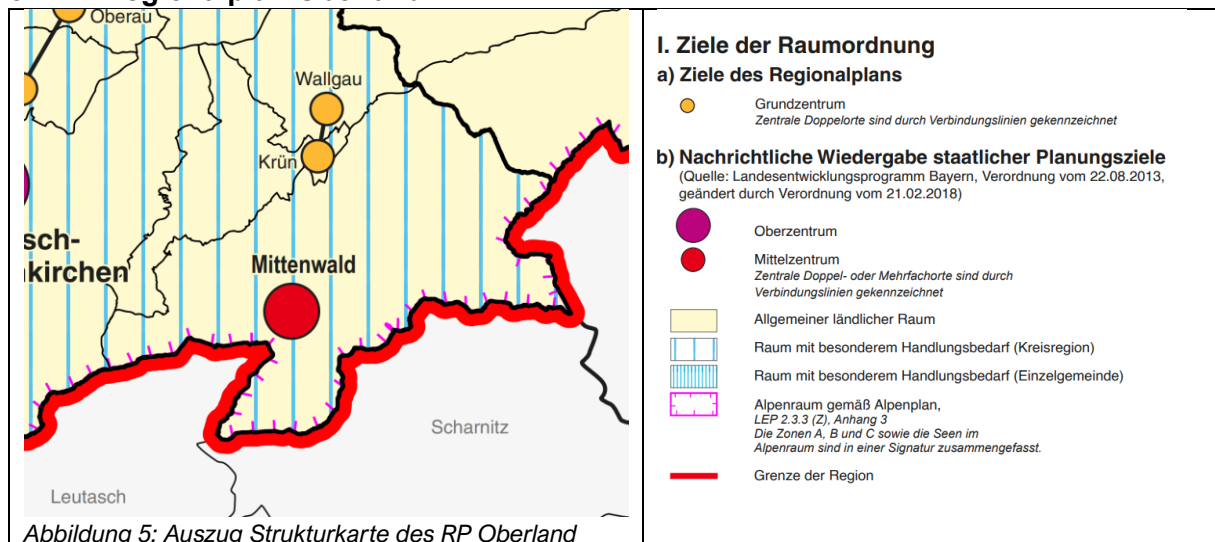 Oberau
Wallgau
Krün
sch-
kirchen
Mittenwald
Scharnitz
Leutasch
Abbildung 5: Auszug Strukturkarte des RP Oberland
I. Ziele der Raumordnung
a) Ziele des Regionalplans
Grundzentrum
Zentrale Doppelorte sind durch Verbindungslinien gekennzeichnet
b) Nachrichtliche Wiedergabe staatlicher Planungsziele
(Quelle: Landesentwicklungsprogramm Bayern, Verordnung vom 22.08.2013,
geändert durch Verordnung vom 21.02.2018)
Oberzentrum
Mittelzentrum
Zentrale Doppel- oder Mehrfachorte sind durch
Verbindungslinien gekennzeichnet
Allgemeiner ländlicher Raum
Raum mit besonderem Handlungsbedarf (Kreisregion)
Raum mit besonderem Handlungsbedarf (Einzelgemeinde)
Alpenraum gemäß Alpenplan,
LEP 2.3.3 (Z), Anhang 3
Die Zonen A, B und C sowie die Seen im
Alpenraum sind in einer Signatur zusammengefasst.
Grenze der Region